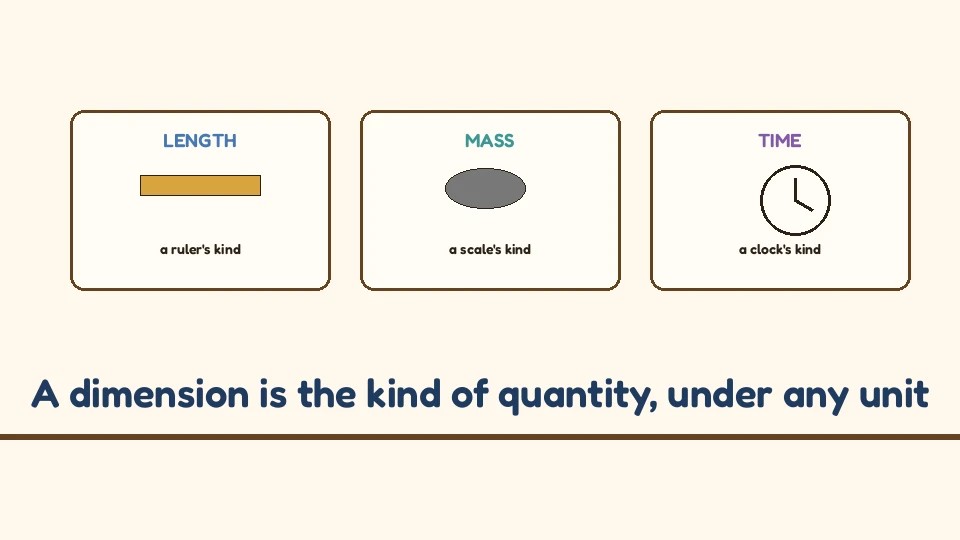 LENGTH
MASS
TIME
a ruler's kind
a scale's kind
a clock's kind
A dimension is the kind of quantity, under any unit